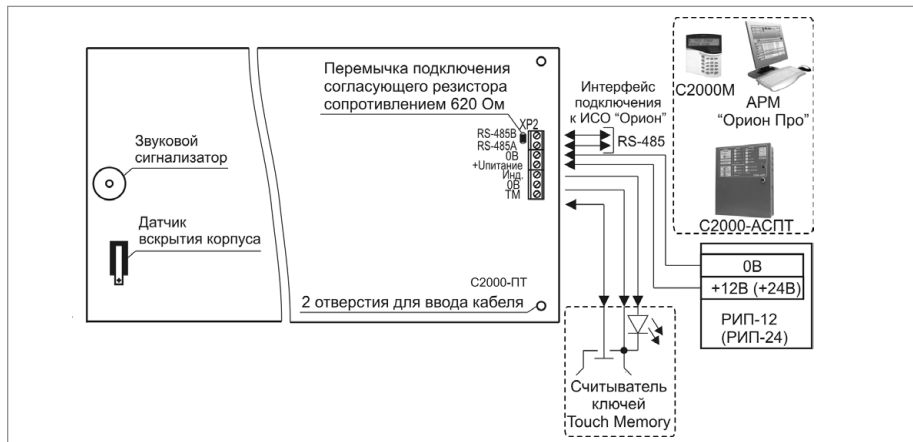 Перемычка подключения
согласующего резистора
сопротивлением 620 Ом
Звуковой
сигнализатор
Датчик
вскрытия корпуса
XP2
RS-485B
RS-485A
0В
+Uпитание
Инд.
0В
ТМ
С2000-ПТ
2 отверстия для ввода кабеля
Интерфейс
подключения
к ИСО “Орион”
RS-485
С2000М
АРМ
“Орион Про”
С2000-АСПТ
0В
+12В (+24В)
РИП-12
(РИП-24)
Считыватель
ключей
Touch Memory